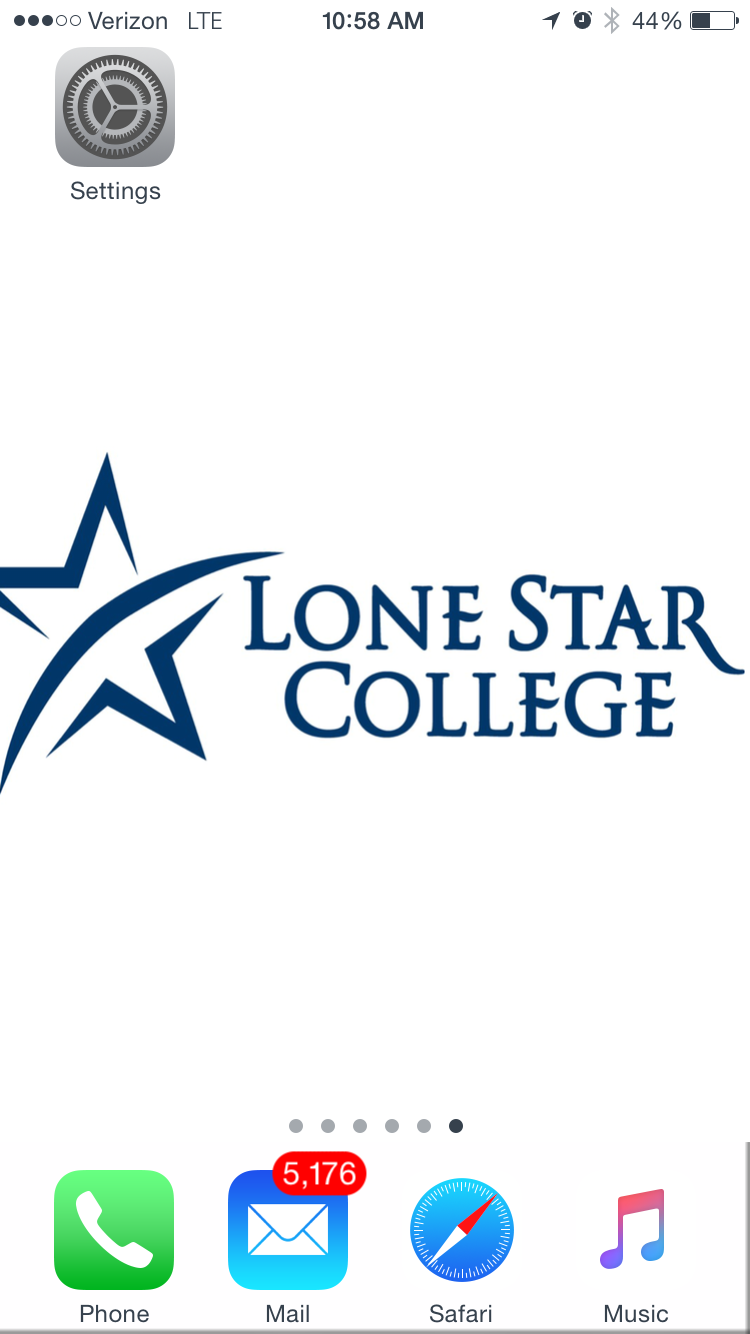 Verizon LTE 10:58 AM 44%
Settings
LONE STAR
COLLEGE
5,176
Phone Mail Safari Music